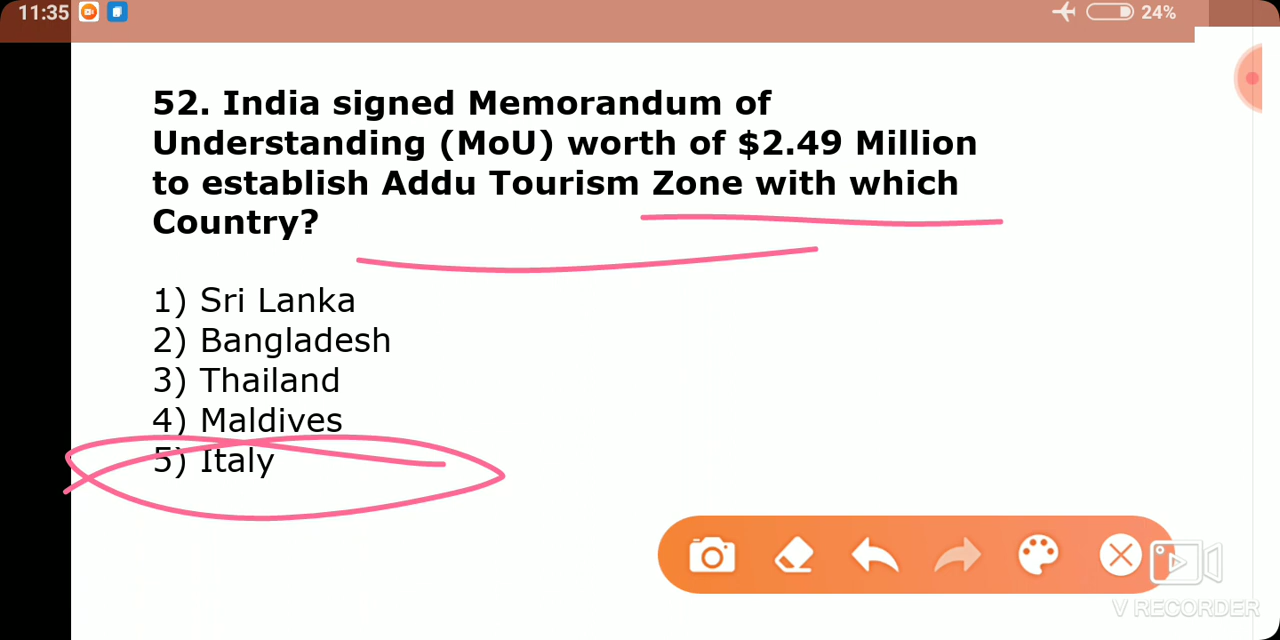 11:35
24%
52. India signed Memorandum of
Understanding (MoU) worth of $2.49 Million
to establish Addu Tourism Zone with which
Country?
1) Sri Lanka
2) Bangladesh
3) Thailand
4) Maldives
5) Italy
V RECORDER